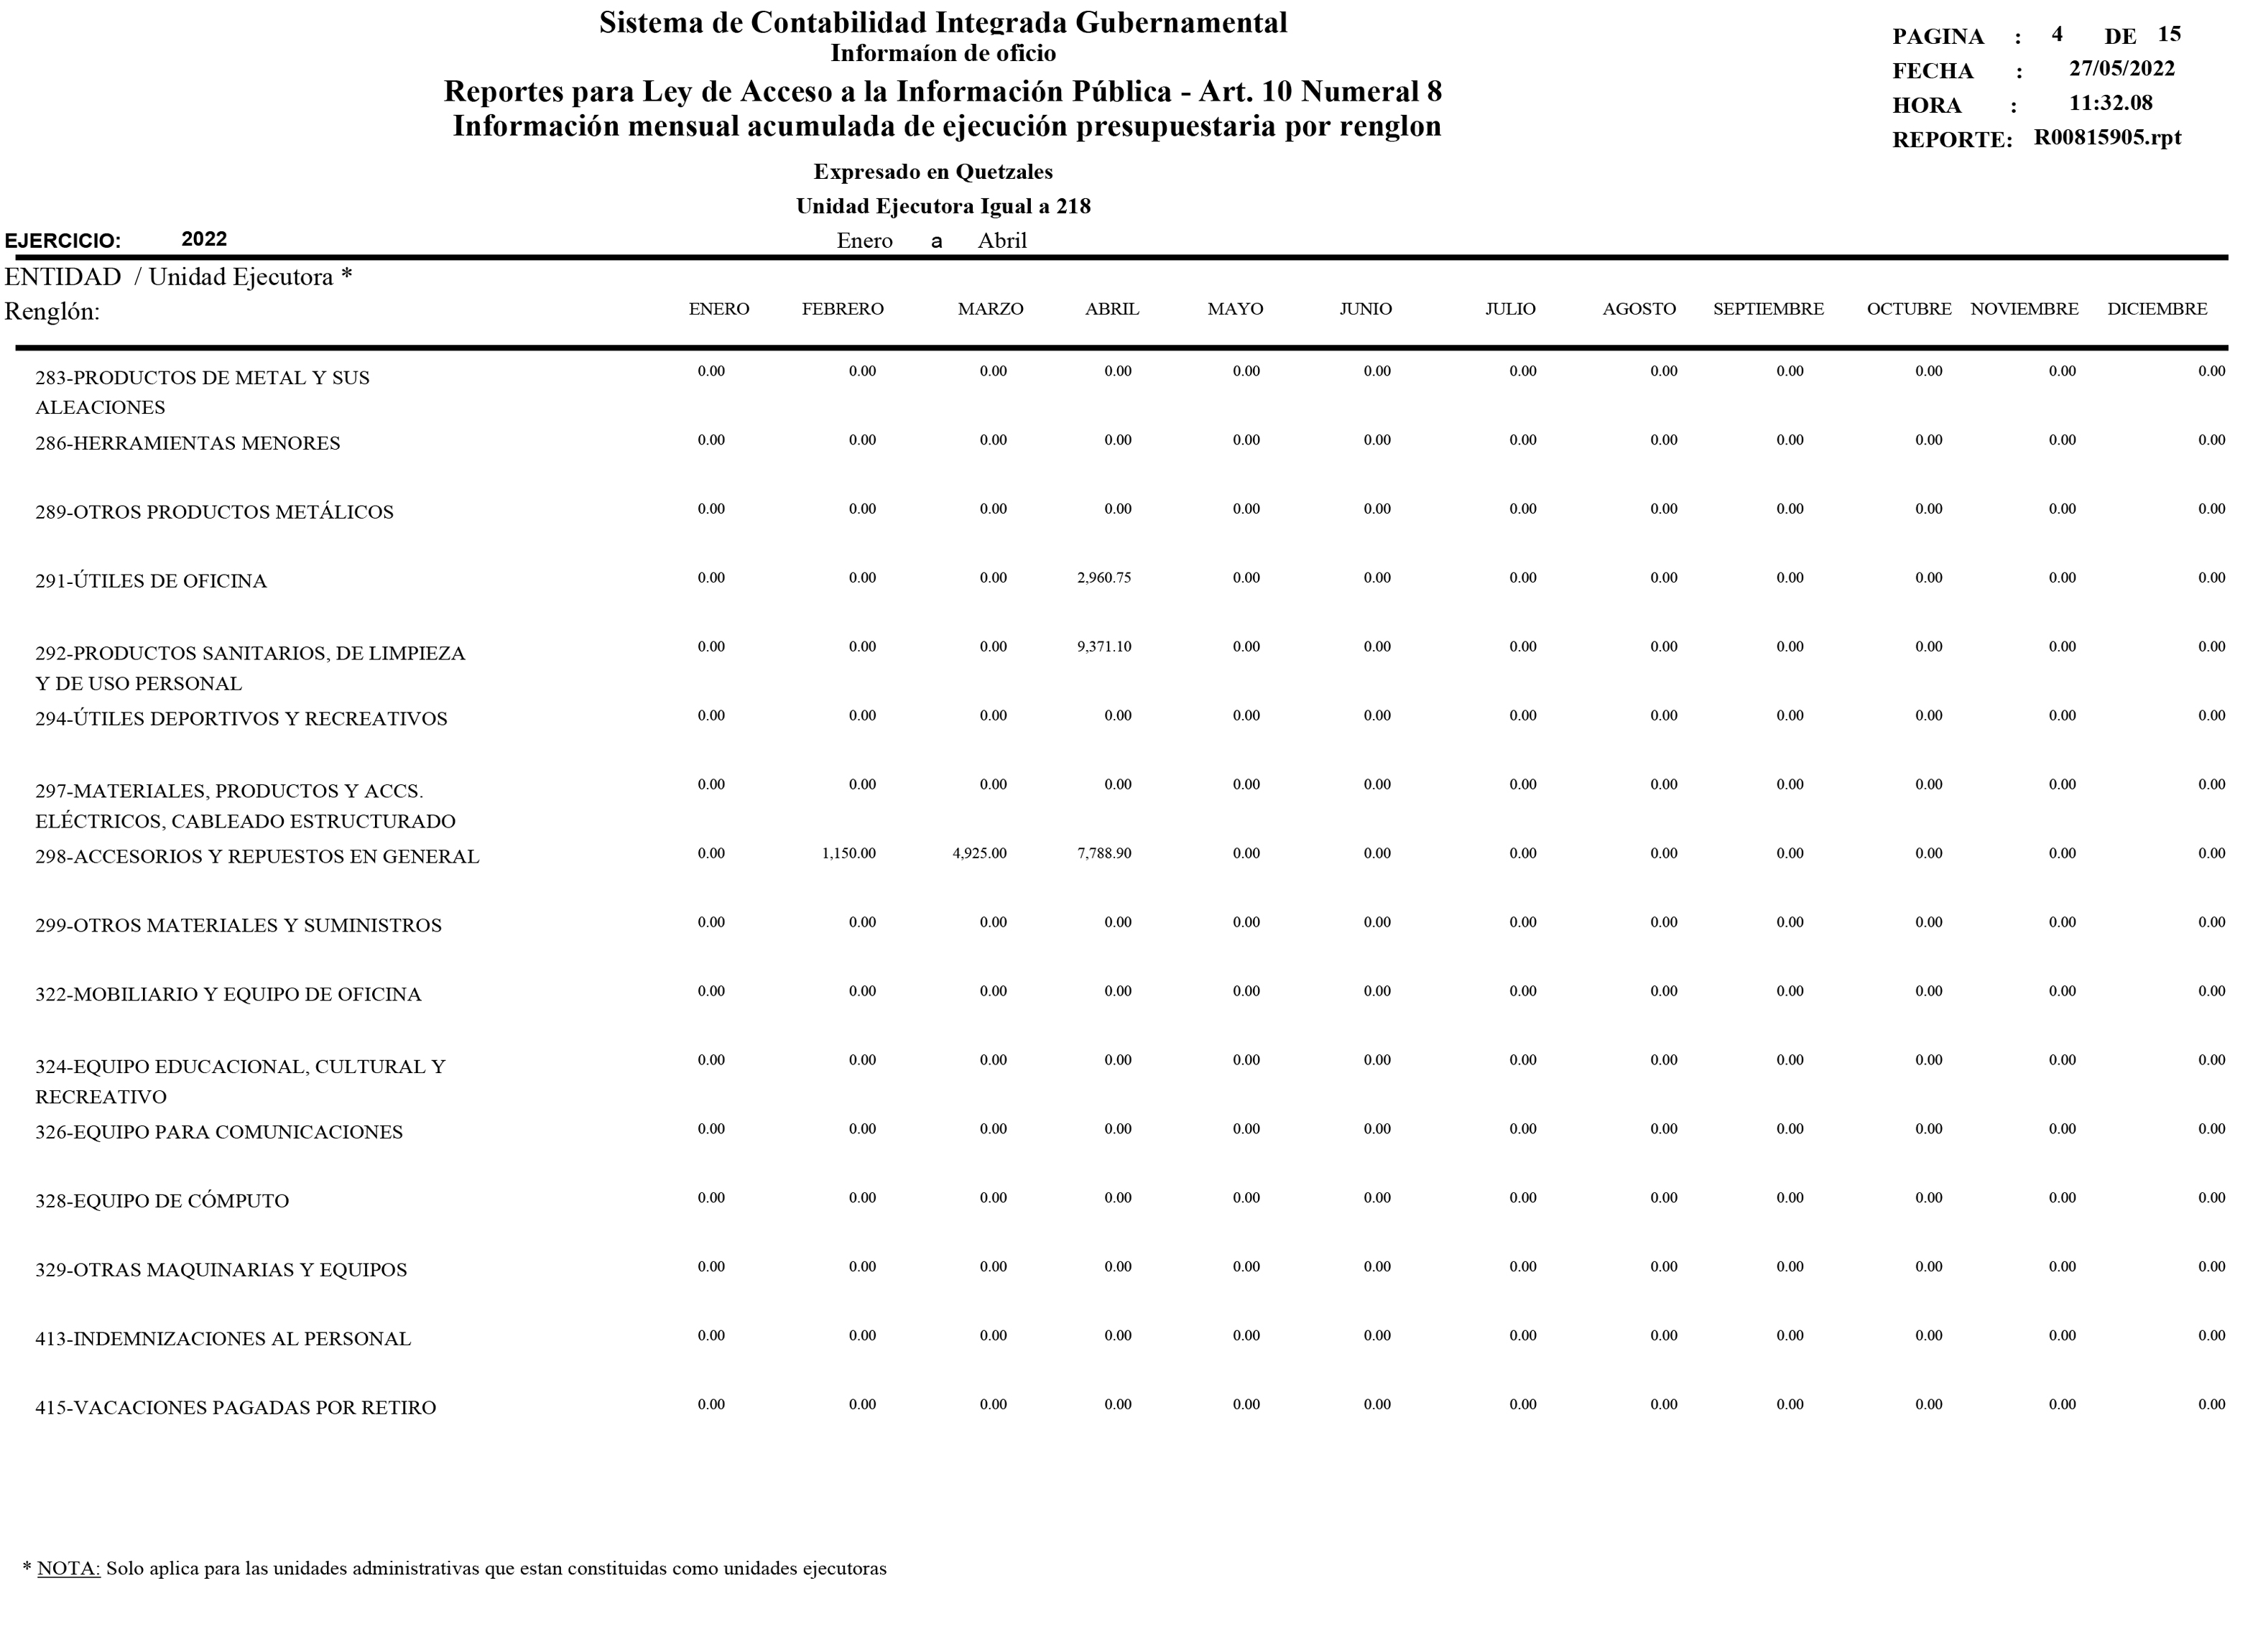 Sistema de Contabilidad Integrada Gubernamental
Informaíon de oficio
Reportes para Ley de Acceso a la Información Pública - Art. 10 Numeral 8
Información mensual acumulada de ejecución presupuestaria por renglon
Expresado en Quetzales
Unidad Ejecutora Igual a 218
PAGINA : 4 DE 15
FECHA : 27/05/2022
HORA : 11:32.08
REPORTE: R00815905.rpt
EJERCICIO: 2022 Enero a Abril
ENTIDAD / Unidad Ejecutora *
Renglón: ENERO FEBRERO MARZO ABRIL MAYO JUNIO JULIO AGOSTO SEPTIEMBRE OCTUBRE NOVIEMBRE DICIEMBRE
283-PRODUCTOS DE METAL Y SUS 0.00 0.00 0.00 0.00 0.00 0.00 0.00 0.00 0.00 0.00 0.00 0.00
ALEACIONES
286-HERRAMIENTAS MENORES 0.00 0.00 0.00 0.00 0.00 0.00 0.00 0.00 0.00 0.00 0.00 0.00
289-OTROS PRODUCTOS METÁLICOS 0.00 0.00 0.00 0.00 0.00 0.00 0.00 0.00 0.00 0.00 0.00 0.00
291-ÚTILES DE OFICINA 0.00 0.00 0.00 2,960.75 0.00 0.00 0.00 0.00 0.00 0.00 0.00 0.00
292-PRODUCTOS SANITARIOS, DE LIMPIEZA 0.00 0.00 0.00 9,371.10 0.00 0.00 0.00 0.00 0.00 0.00 0.00 0.00
Y DE USO PERSONAL
294-ÚTILES DEPORTIVOS Y RECREATIVOS 0.00 0.00 0.00 0.00 0.00 0.00 0.00 0.00 0.00 0.00 0.00 0.00
297-MATERIALES, PRODUCTOS Y ACCS. 0.00 0.00 0.00 0.00 0.00 0.00 0.00 0.00 0.00 0.00 0.00 0.00
ELÉCTRICOS, CABLEADO ESTRUCTURADO
298-ACCESORIOS Y REPUESTOS EN GENERAL 0.00 1,150.00 4,925.00 7,788.90 0.00 0.00 0.00 0.00 0.00 0.00 0.00 0.00
299-OTROS MATERIALES Y SUMINISTROS 0.00 0.00 0.00 0.00 0.00 0.00 0.00 0.00 0.00 0.00 0.00 0.00
322-MOBILIARIO Y EQUIPO DE OFICINA 0.00 0.00 0.00 0.00 0.00 0.00 0.00 0.00 0.00 0.00 0.00 0.00
324-EQUIPO EDUCACIONAL, CULTURAL Y 0.00 0.00 0.00 0.00 0.00 0.00 0.00 0.00 0.00 0.00 0.00 0.00
RECREATIVO
326-EQUIPO PARA COMUNICACIONES 0.00 0.00 0.00 0.00 0.00 0.00 0.00 0.00 0.00 0.00 0.00 0.00
328-EQUIPO DE CÓMPUTO 0.00 0.00 0.00 0.00 0.00 0.00 0.00 0.00 0.00 0.00 0.00 0.00
329-OTRAS MAQUINARIAS Y EQUIPOS 0.00 0.00 0.00 0.00 0.00 0.00 0.00 0.00 0.00 0.00 0.00 0.00
413-INDEMNIZACIONES AL PERSONAL 0.00 0.00 0.00 0.00 0.00 0.00 0.00 0.00 0.00 0.00 0.00 0.00
415-VACACIONES PAGADAS POR RETIRO 0.00 0.00 0.00 0.00 0.00 0.00 0.00 0.00 0.00 0.00 0.00 0.00
* NOTA: Solo aplica para las unidades administrativas que estan constituidas como unidades ejecutoras